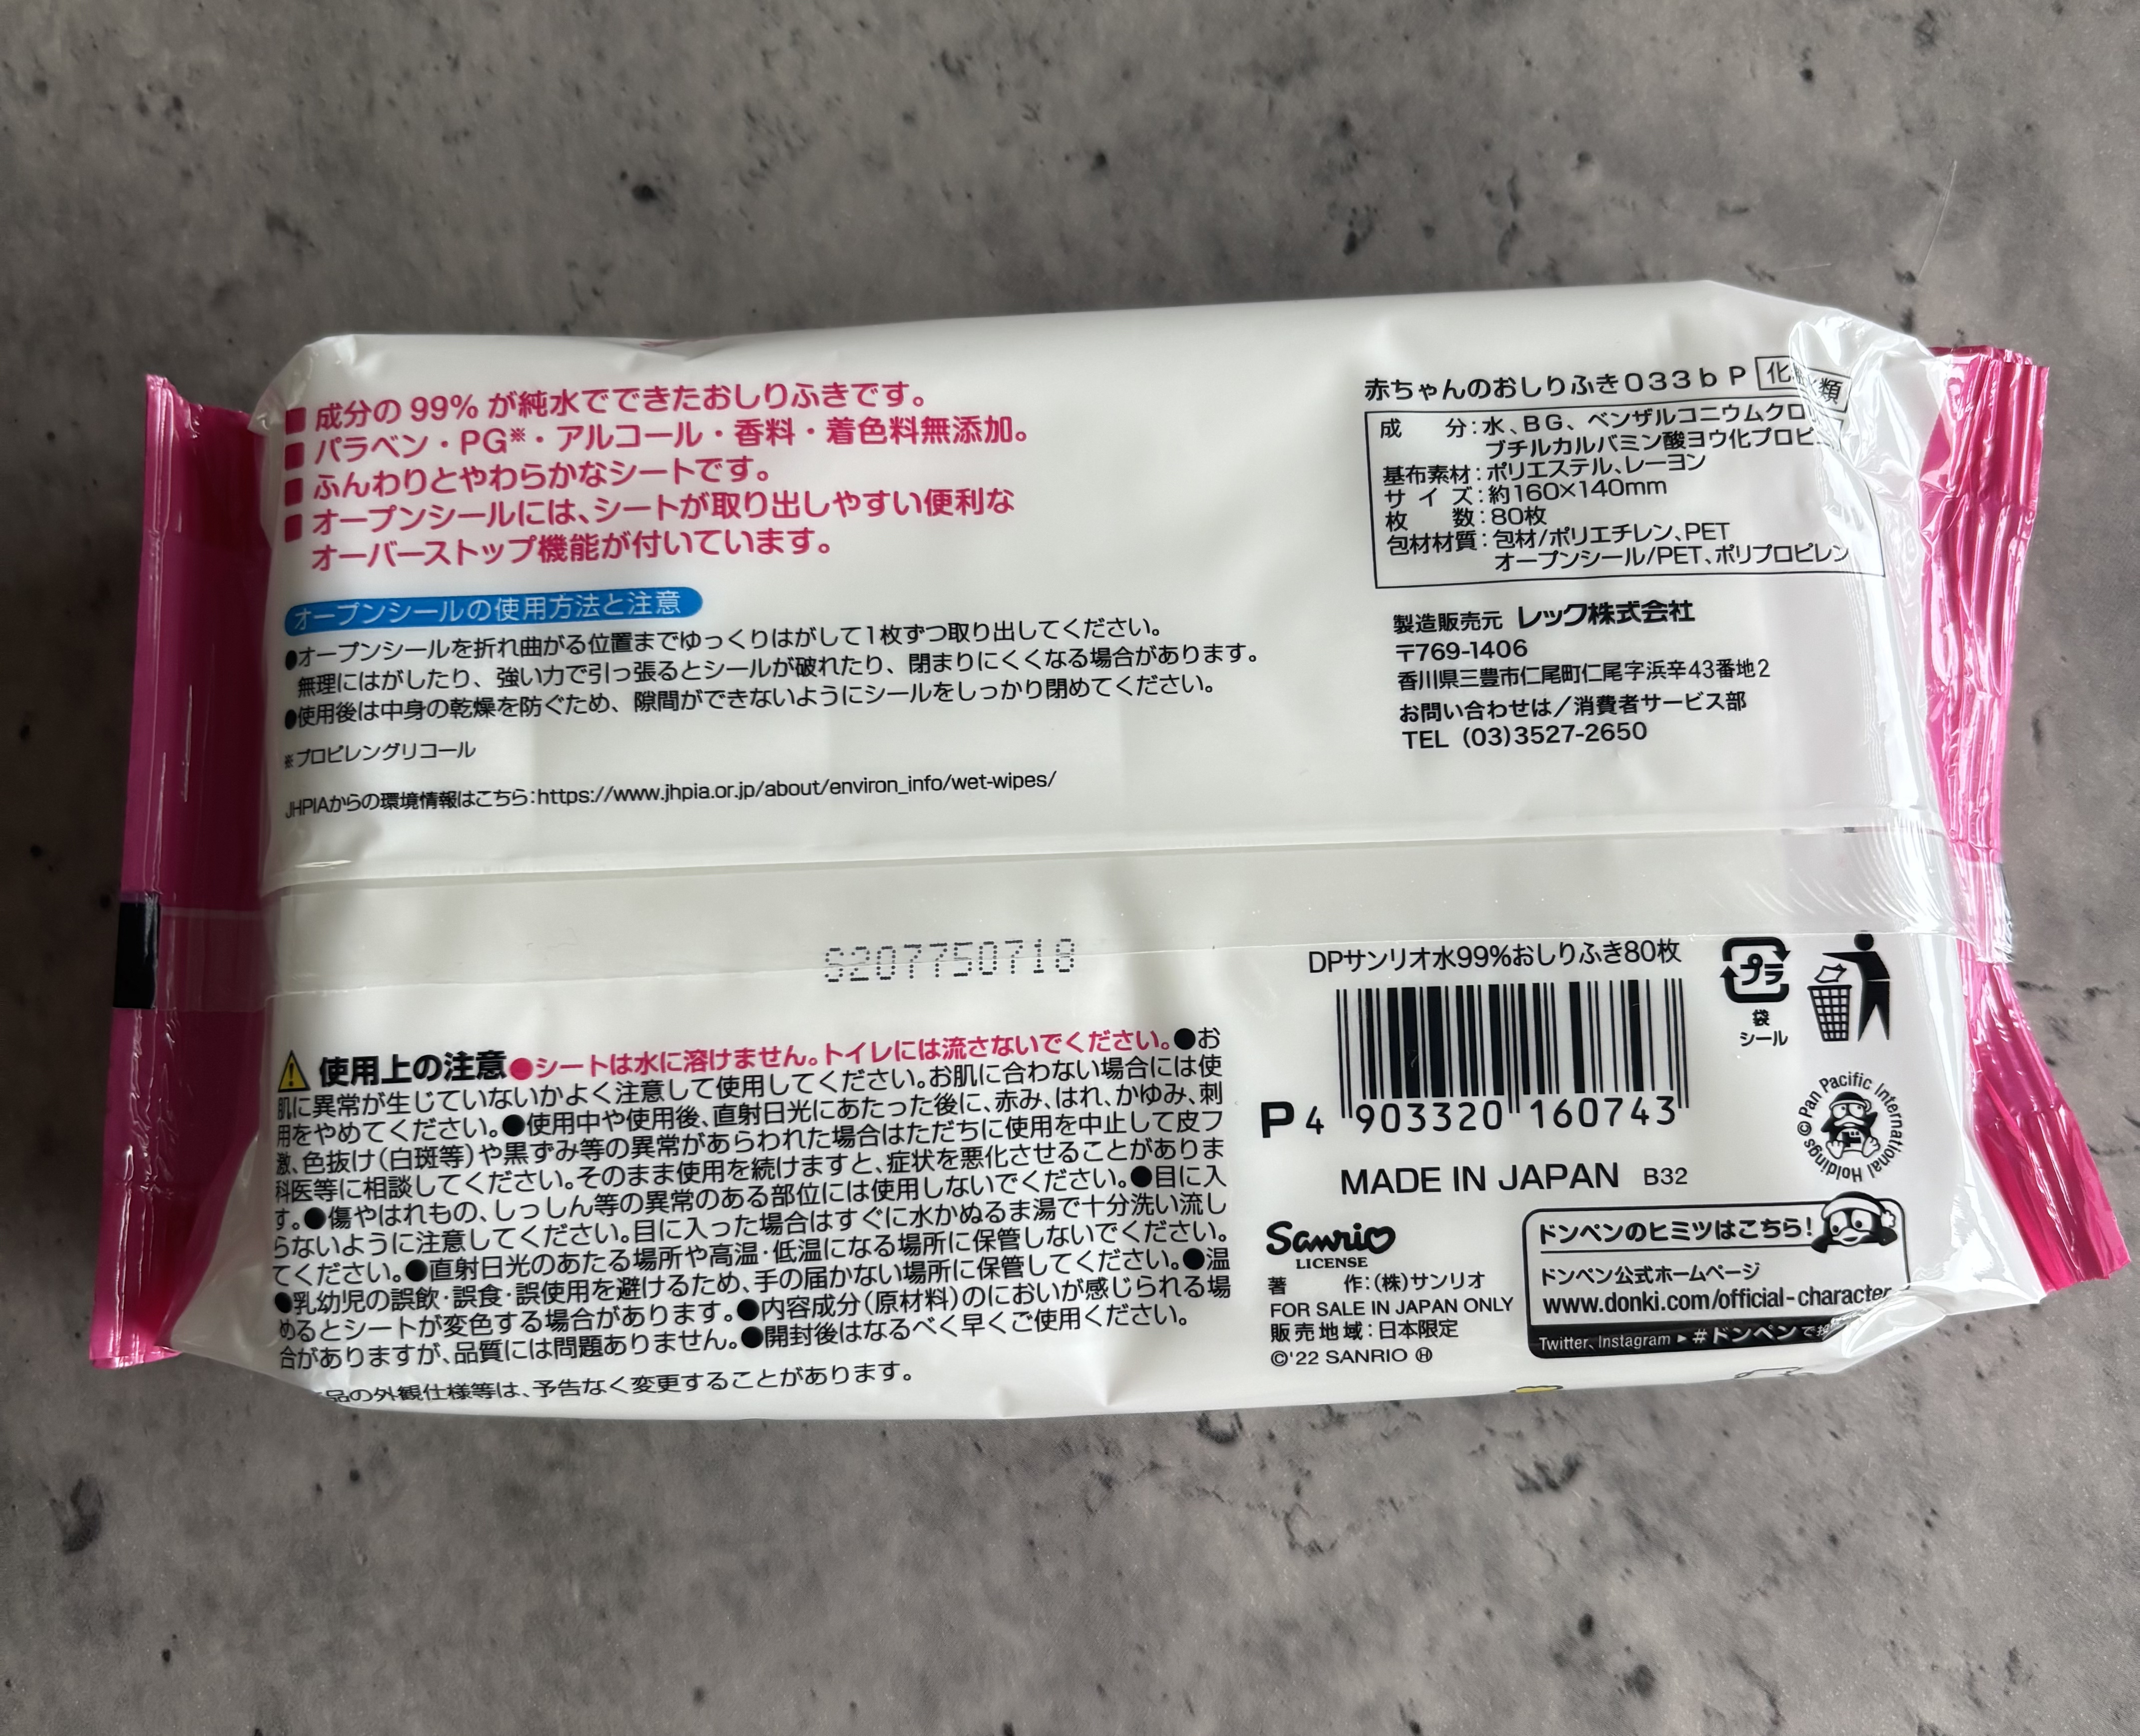 ■ 成分の99%が純水でできたおしりふきです。
■ パラベン・PG※・アルコール・香料・着色料無添加。
■ ふんわりとやわらかなシートです。
■ オープンシールには、シートが取り出しやすい便利な
オーバーストップ機能が付いています。
オープンシールの使用方法と注意
●オープンシールを折れ曲がる位置までゆっくりはがして1枚ずつ取り出してください。
無理にはがしたり、強い力で引っ張るとシールが破れたり、閉まりにくくなる場合があります。
●使用後は中身の乾燥を防ぐため、隙間ができないようにシールをしっかり閉めてください。
※プロピレングリコール
JHPIAからの環境情報はこちら:https://www.jhpia.or.jp/about/environ_info/wet-wipes/
赤ちゃんのおしりふき033bP 化 類
成分:水、BG、ベンザルコニウムクロ
ブチルカルバミン酸ヨウ化プロピ
基布素材:ポリエステル、レーヨン
サイズ:約160×140mm
枚数:80枚
包材材質:包材/ポリエチレン、PET
オープンシール/PET、ポリプロピレン
製造販売元 レック株式会社
〒769-1406
香川県三豊市仁尾町仁尾字浜辛43番地2
お問い合わせは/消費者サービス部
TEL (03)3527-2650
S207750718
⚠使用上の注意●シートは水に溶けません。トイレには流さないでください。●お
肌に異常が生じていないかよく注意して使用してください。お肌に合わない場合には使
用をやめてください。●使用中や使用後、直射日光にあたった後に、赤み、はれ、かゆみ、刺
激、色抜け(白斑等)や黒ずみ等の異常があらわれた場合はただちに使用を中止して皮フ
科医等に相談してください。そのまま使用を続けますと、症状を悪化させることがありま
す。●傷やはれもの、しっしん等の異常のある部位には使用しないでください。●目に入
らないように注意してください。目に入った場合はすぐに水かぬるま湯で十分洗い流し
てください。●直射日光のあたる場所や高温・低温になる場所に保管しないでください。
●乳幼児の誤飲・誤食・誤使用を避けるため、手の届かない場所に保管してください。●温
めるとシートが変色する場合があります。●内容成分(原材料)のにおいが感じられる場
合がありますが、品質には問題ありません。●開封後はなるべく早くご使用ください。
品の外観仕様等は、予告なく変更することがあります。
DPサンリオ水99%おしりふき80枚
P 4 903320 160743
MADE IN JAPAN B32
プラ
袋
シール
©Pan Pacific International Holdings
Sanrio
LICENSE
著作:(株)サンリオ
FOR SALE IN JAPAN ONLY
販売地域:日本限定
©'22 SANRIO Ⓗ
ドンペンのヒミツはこちら!
ドンペン公式ホームページ
www.donki.com/official-character
Twitter、Instagram ▶ #ドンペンで